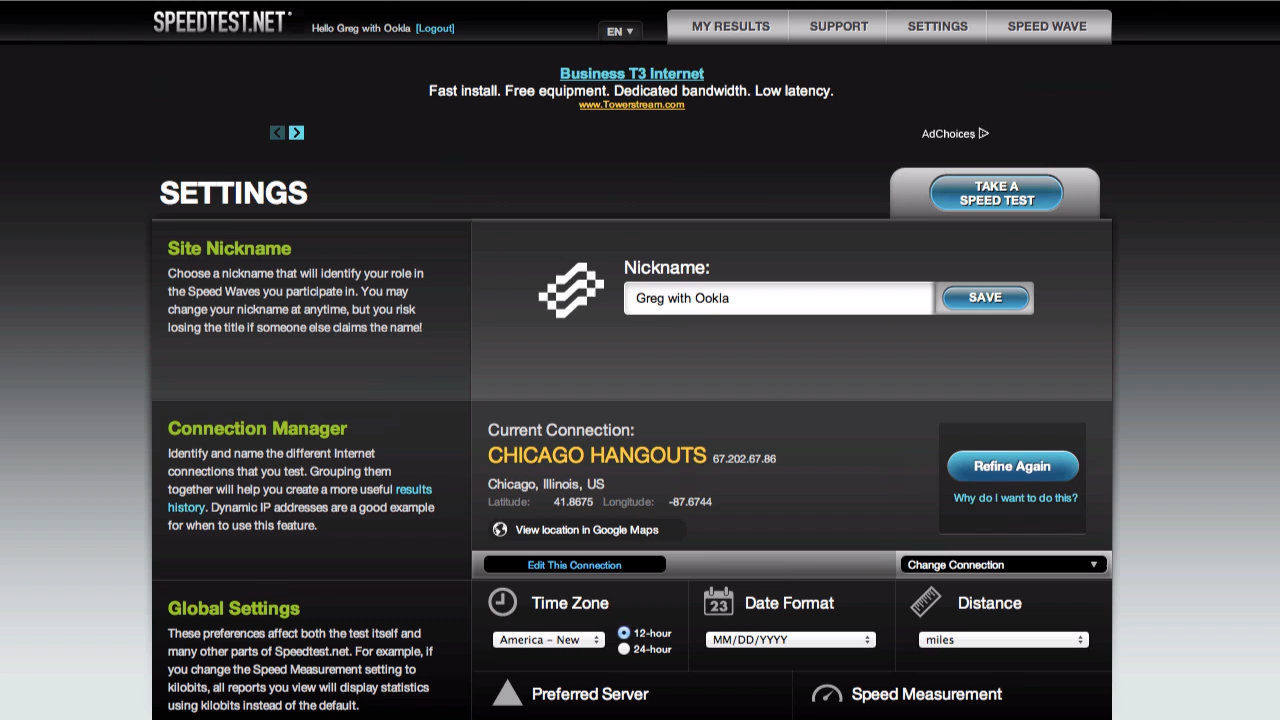 SPEEDTEST.NET
Hello Greg with Ookla [Logout]
EN ▼
MY RESULTS
SUPPORT
SETTINGS
SPEED WAVE
Business T3 Internet
Fast install. Free equipment. Dedicated bandwidth. Low latency.
www.Towerstream.com
AdChoices
SETTINGS
TAKE A
SPEED TEST
Site Nickname
Choose a nickname that will identify your role in
the Speed Waves you participate in. You may
change your nickname at anytime, but you risk
losing the title if someone else claims the name!
Nickname:
Greg with Ookla
SAVE
Connection Manager
Identify and name the different Internet
connections that you test. Grouping them
together will help you create a more useful results
history. Dynamic IP addresses are a good example
for when to use this feature.
Current Connection:
CHICAGO HANGOUTS 67.202.67.86
Chicago, Illinois, US
Latitude: 41.8675 Longitude: -87.6744
View location in Google Maps
Refine Again
Why do I want to do this?
Edit This Connection
Change Connection ▼
Global Settings
These preferences affect both the test itself and
many other parts of Speedtest.net. For example, if
you change the Speed Measurement setting to
kilobits, all reports you view will display statistics
using kilobits instead of the default.
Time Zone
America – New
12-hour
24-hour
23
Date Format
MM/DD/YYYY
Distance
miles
Preferred Server
Speed Measurement